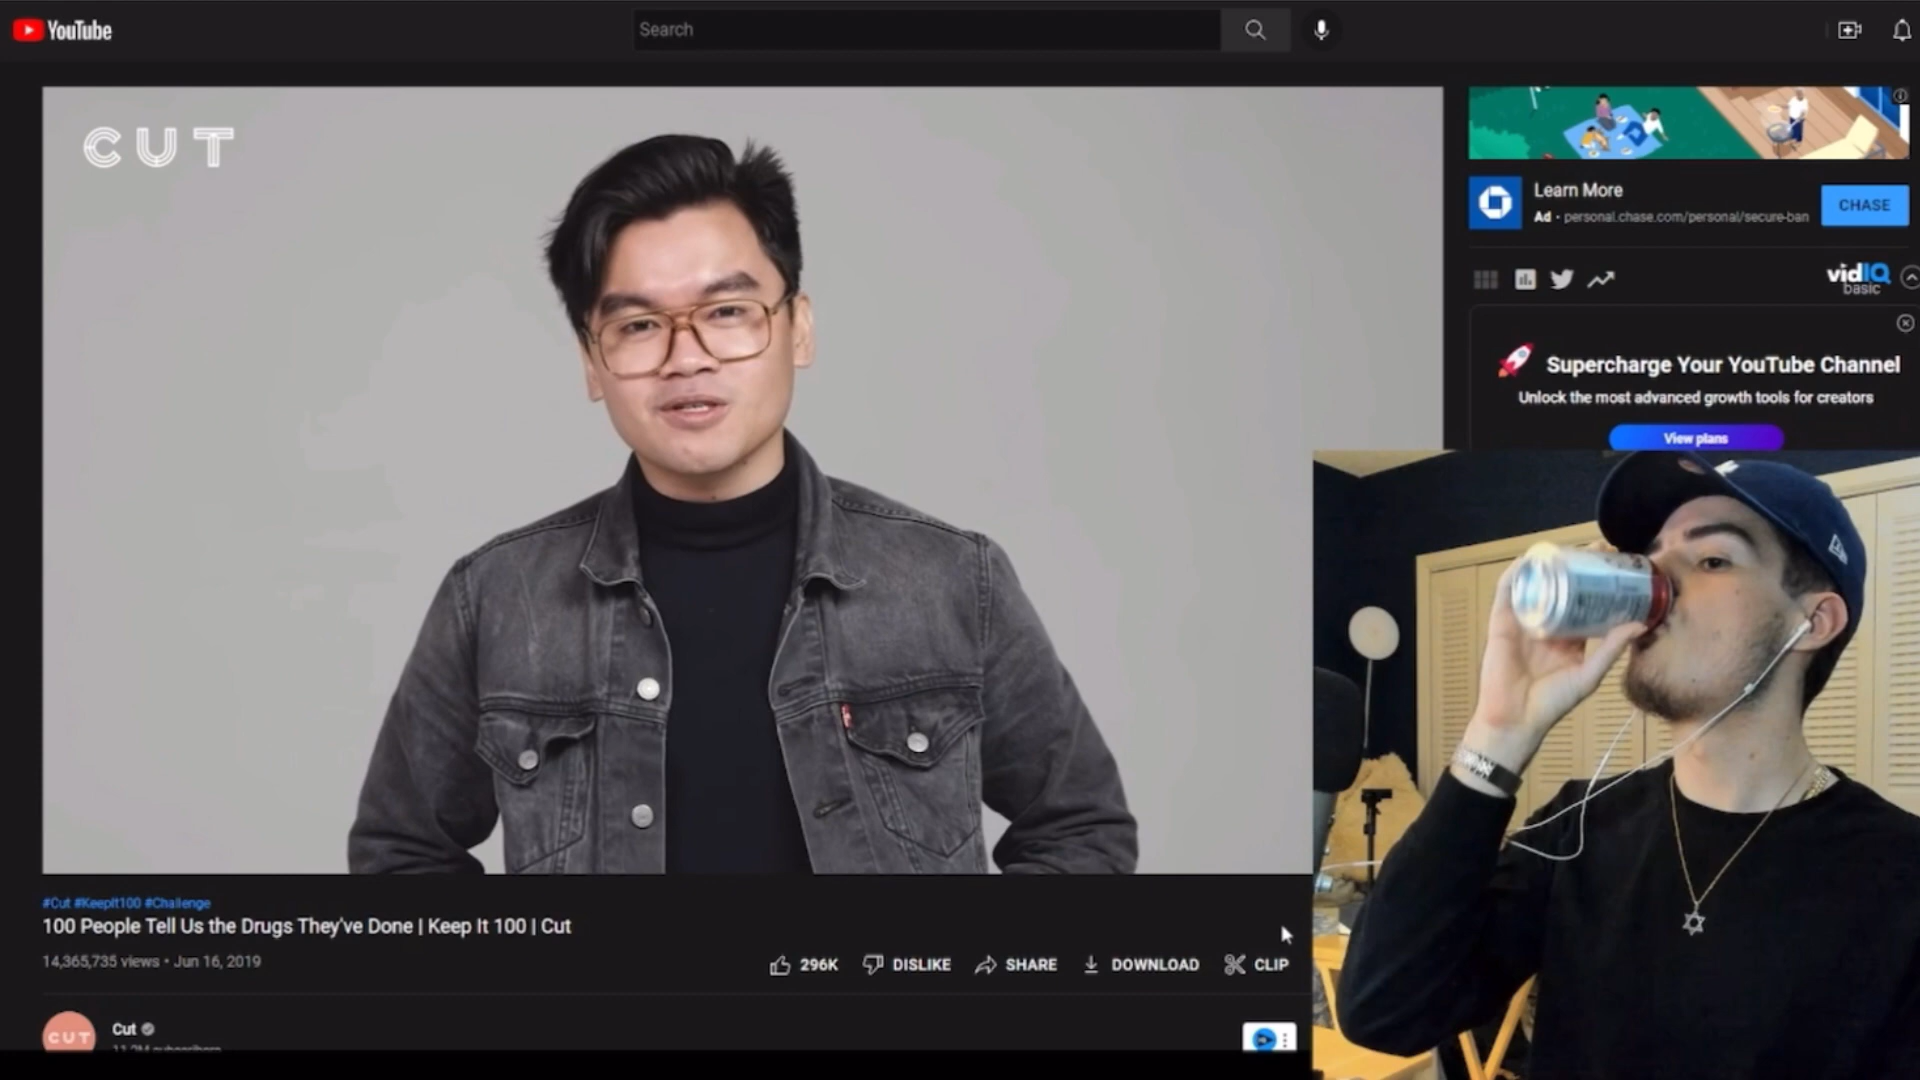 YouTube
Search
CUT
Learn More
Ad • personal.chase.com/personal/secure-ban
CHASE
vidIQ
basic
Supercharge Your YouTube Channel
Unlock the most advanced growth tools for creators
View plans
#Cut #KeepIt100 #Challenge
100 People Tell Us the Drugs They've Done | Keep It 100 | Cut
14,365,735 views • Jun 16, 2019
296K DISLIKE SHARE DOWNLOAD CLIP
CUT
Cut